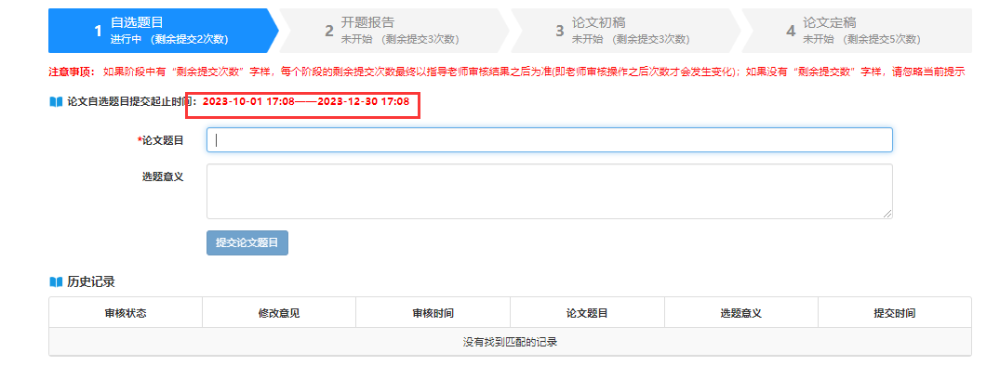 1 自选题目
进行中 （剩余提交2次数）
2 开题报告
未开始 （剩余提交3次数）
3 论文初稿
未开始 （剩余提交3次数）
4 论文定稿
未开始 （剩余提交5次数）
注意事项： 如果阶段中有“剩余提交次数”字样，每个阶段的剩余提交次数最终以指导老师审核结果之后为准(即老师审核操作之后次数才会发生变化)；如果没有“剩余提交数”字样，请忽略当前提示
论文自选题目提交起止时间：2023-10-01 17:08——2023-12-30 17:08
*论文题目
选题意义
提交论文题目
历史记录
审核状态 修改意见 审核时间 论文题目 选题意义 提交时间
没有找到匹配的记录